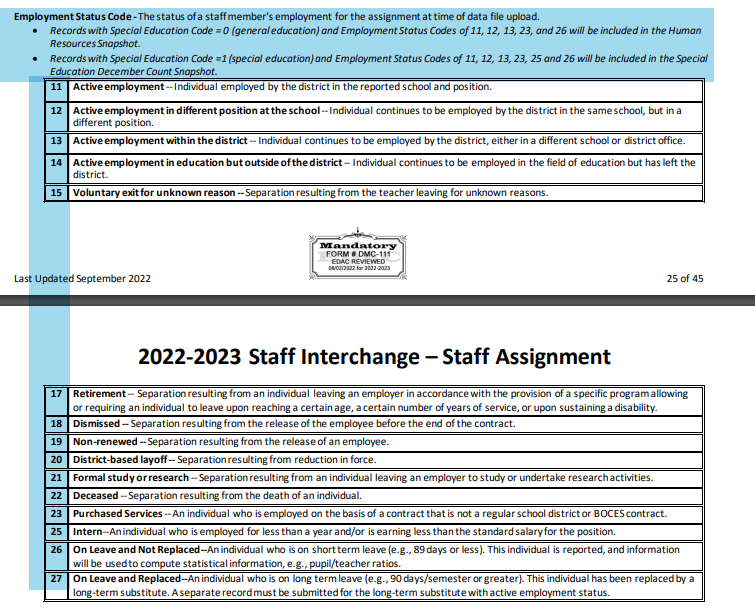 Employment Status Code - The status of a staff member's employment for the assignment at time of data file upload.
• Records with Special Education Code = 0 (general education) and Employment Status Codes of 11, 12, 13, 23, and 26 will be included in the Human
Resources Snapshot.
• Records with Special Education Code =1 (special education) and Employment Status Codes of 11, 12, 13, 23, 25 and 26 will be included in the Special
Education December Count Snapshot.
11 Active employment -- Individual employed by the district in the reported school and position.
12 Active employment in different position at the school -- Individual continues to be employed by the district in the same school, but in a
different position.
13 Active employment within the district -- Individual continues to be employed by the district, either in a different school or district office.
14 Active employment in education but outside of the district -- Individual continues to be employed in the field of education but has left the
district.
15 Voluntary exit for unknown reason -- Separation resulting from the teacher leaving for unknown reasons.
Mandatory
FORM # DMC-111
EDAC REVIEWED
08/02/2022 for 2022-2023
Last Updated September 2022 25 of 45
2022-2023 Staff Interchange – Staff Assignment
17 Retirement -- Separation resulting from an individual leaving an employer in accordance with the provision of a specific program allowing
or requiring an individual to leave upon reaching a certain age, a certain number of years of service, or upon sustaining a disability.
18 Dismissed -- Separation resulting from the release of the employee before the end of the contract.
19 Non-renewed -- Separation resulting from the release of an employee.
20 District-based layoff -- Separation resulting from reduction in force.
21 Formal study or research -- Separation resulting from an individual leaving an employer to study or undertake research activities.
22 Deceased -- Separation resulting from the death of an individual.
23 Purchased Services -- An individual who is employed on the basis of a contract that is not a regular school district or BOCES contract.
25 Intern--An individual who is employed for less than a year and/or is earning less than the standard salary for the position.
26 On Leave and Not Replaced--An individual who is on short term leave (e.g., 89 days or less). This individual is reported, and information
will be used to compute statistical information, e.g., pupil/teacher ratios.
27 On Leave and Replaced--An individual who is on long term leave (e.g., 90 days/semester or greater). This individual has been replaced by a
long-term substitute. A separate record must be submitted for the long-term substitute with active employment status.